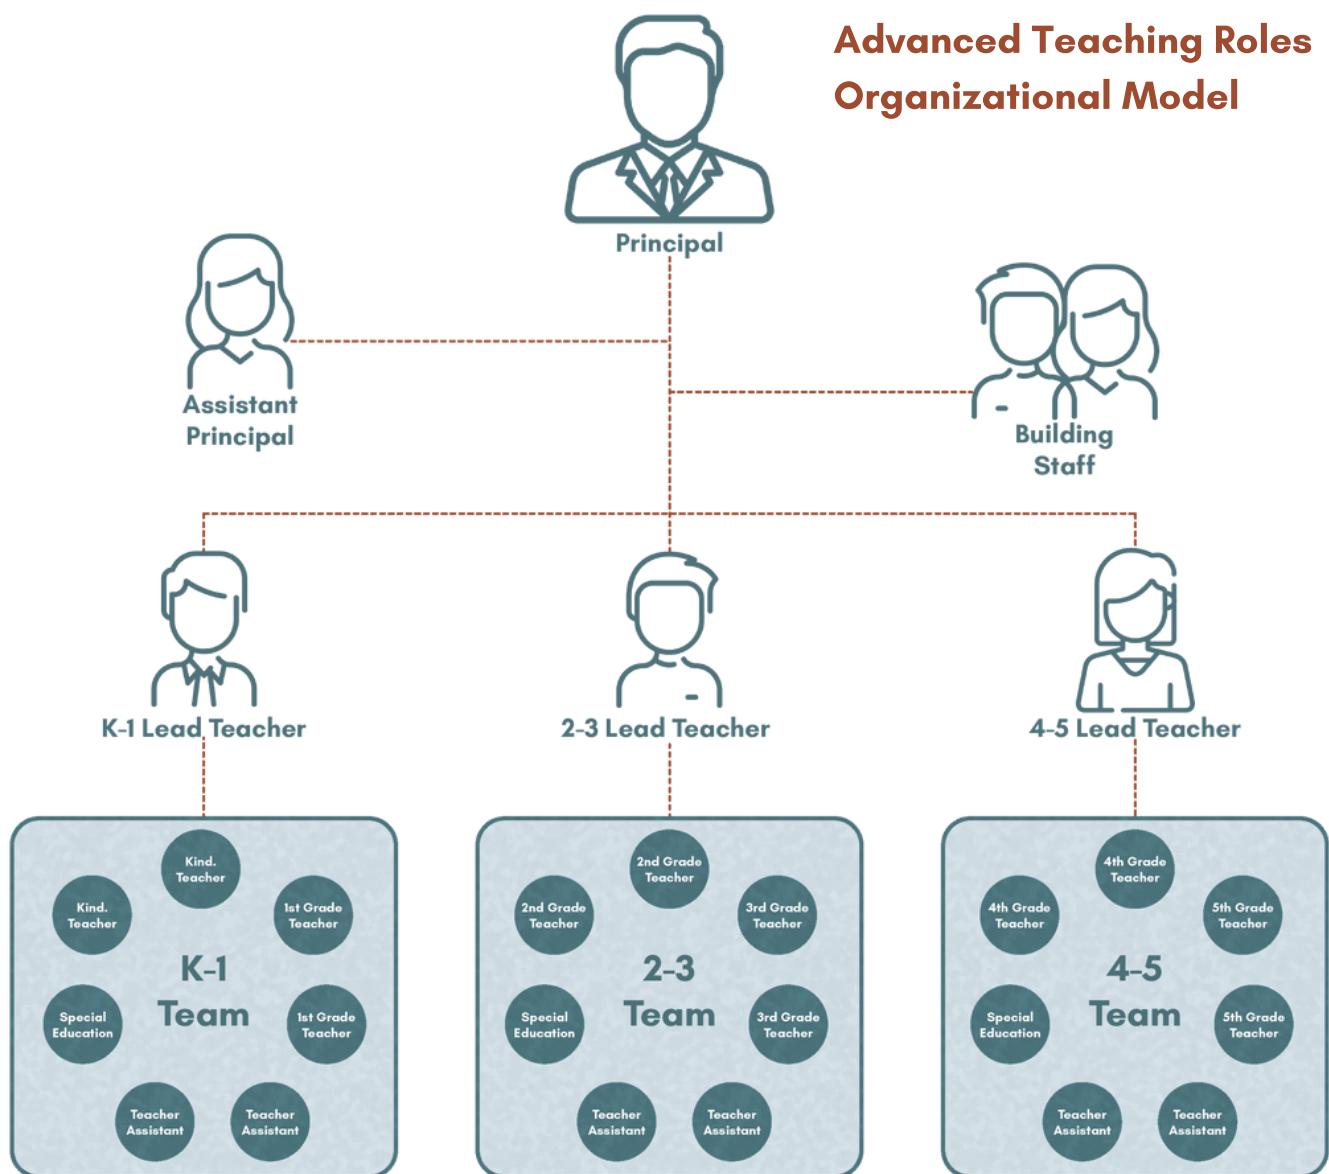 Advanced Teaching Roles
Organizational Model
Principal
Assistant
Principal
Building
Staff
K-1 Lead Teacher
2-3 Lead Teacher
4-5 Lead Teacher
Kind.
Teacher
Kind.
Teacher
1st Grade
Teacher
K-1
Team
Special
Education
1st Grade
Teacher
Teacher
Assistant
Teacher
Assistant
2nd Grade
Teacher
2nd Grade
Teacher
3rd Grade
Teacher
2-3
Team
Special
Education
3rd Grade
Teacher
Teacher
Assistant
Teacher
Assistant
4th Grade
Teacher
4th Grade
Teacher
5th Grade
Teacher
4-5
Team
Special
Education
5th Grade
Teacher
Teacher
Assistant
Teacher
Assistant